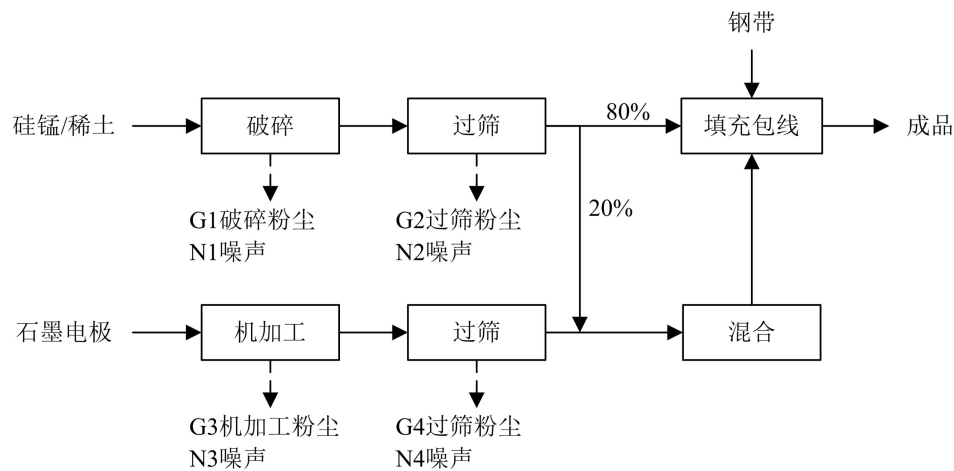 钢带
硅锰/稀土
破碎
过筛
80%
填充包线
成品
G1破碎粉尘
N1噪声
G2过筛粉尘
N2噪声
20%
石墨电极
机加工
过筛
混合
G3机加工粉尘
N3噪声
G4过筛粉尘
N4噪声